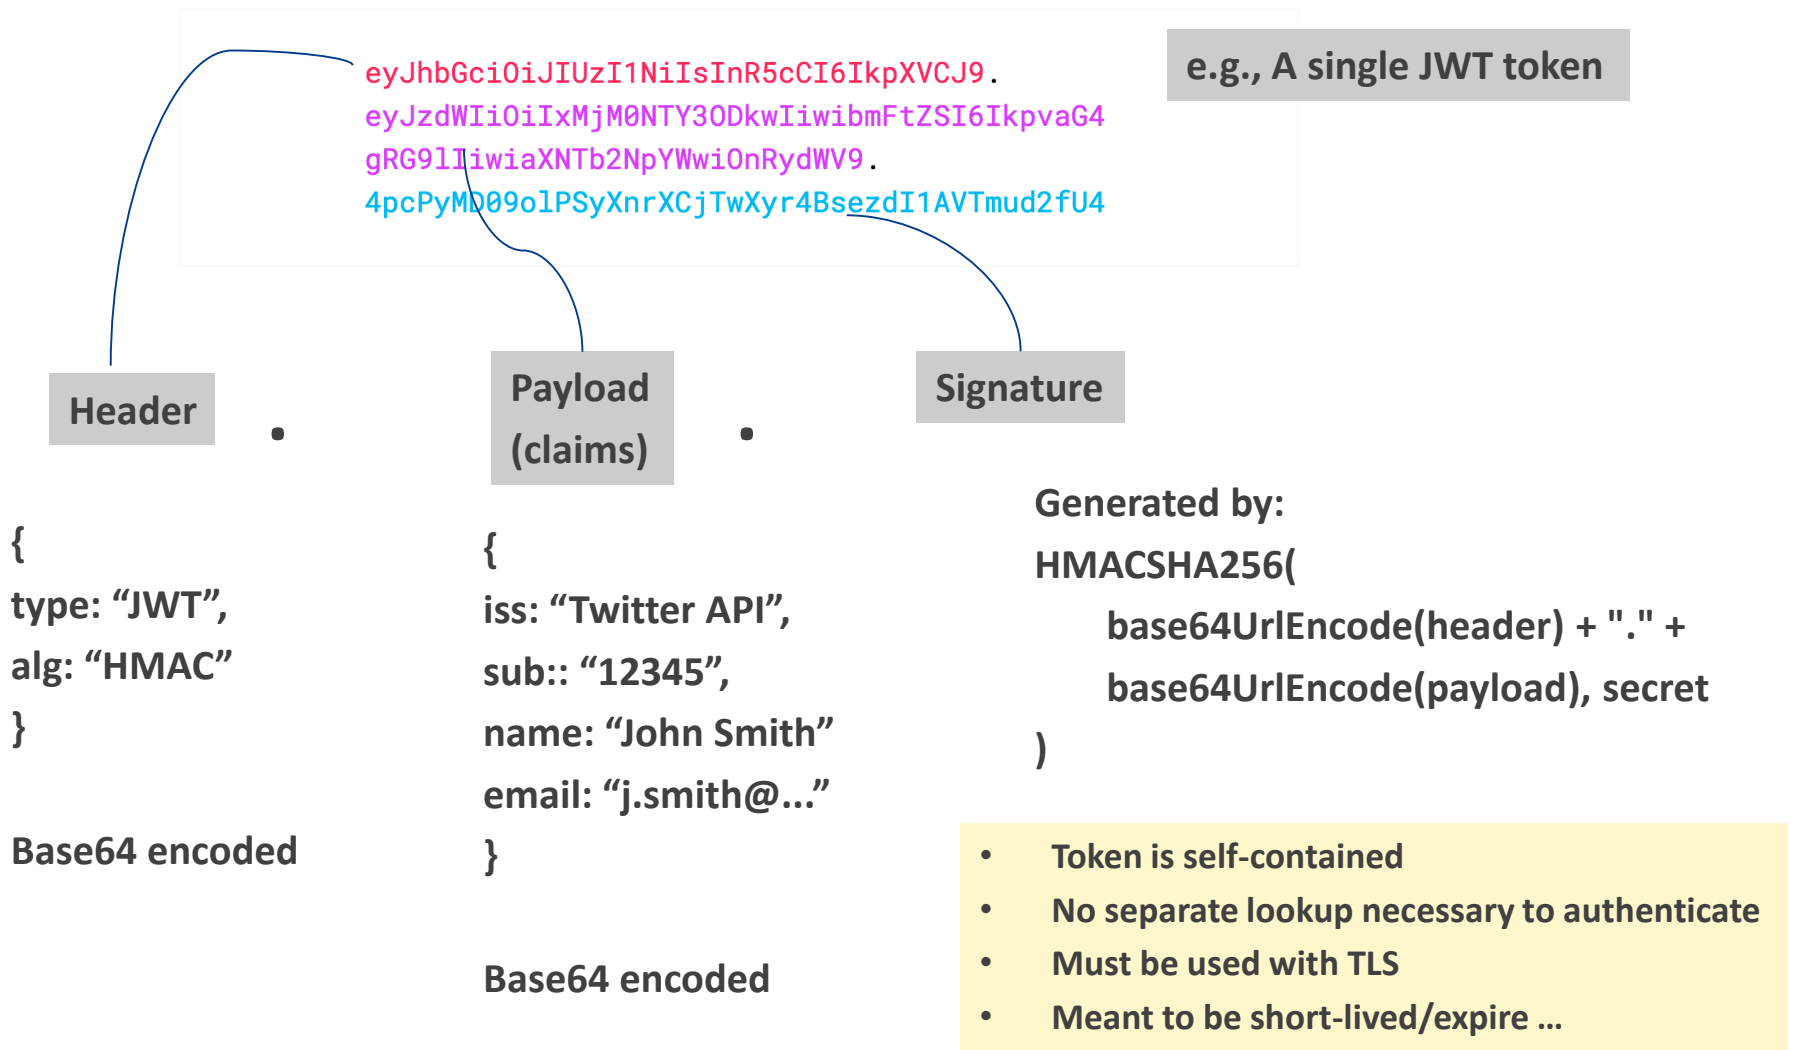 eyJhbGciOiJIUzI1NiIsInR5cCI6IkpXVCJ9.
eyJzdWIiOiIxMjM0NTY3ODkwIiwibmFtZSI6IkpvaG4
gRG9lIiwiaXNTb2NpYWwiOnRydWV9.
4pcPyMD09olPSyXnrXCjTwXyr4BsezdI1AVTmud2fU4
e.g., A single JWT token
Header
.
Payload
(claims)
.
Signature
{
type: “JWT”,
alg: “HMAC”
}
Base64 encoded
{
iss: “Twitter API”,
sub:: “12345”,
name: “John Smith”
email: “j.smith@...”
}
Base64 encoded
Generated by:
HMACSHA256(
base64UrlEncode(header) + "." +
base64UrlEncode(payload), secret
)
• Token is self-contained
• No separate lookup necessary to authenticate
• Must be used with TLS
• Meant to be short-lived/expire ...